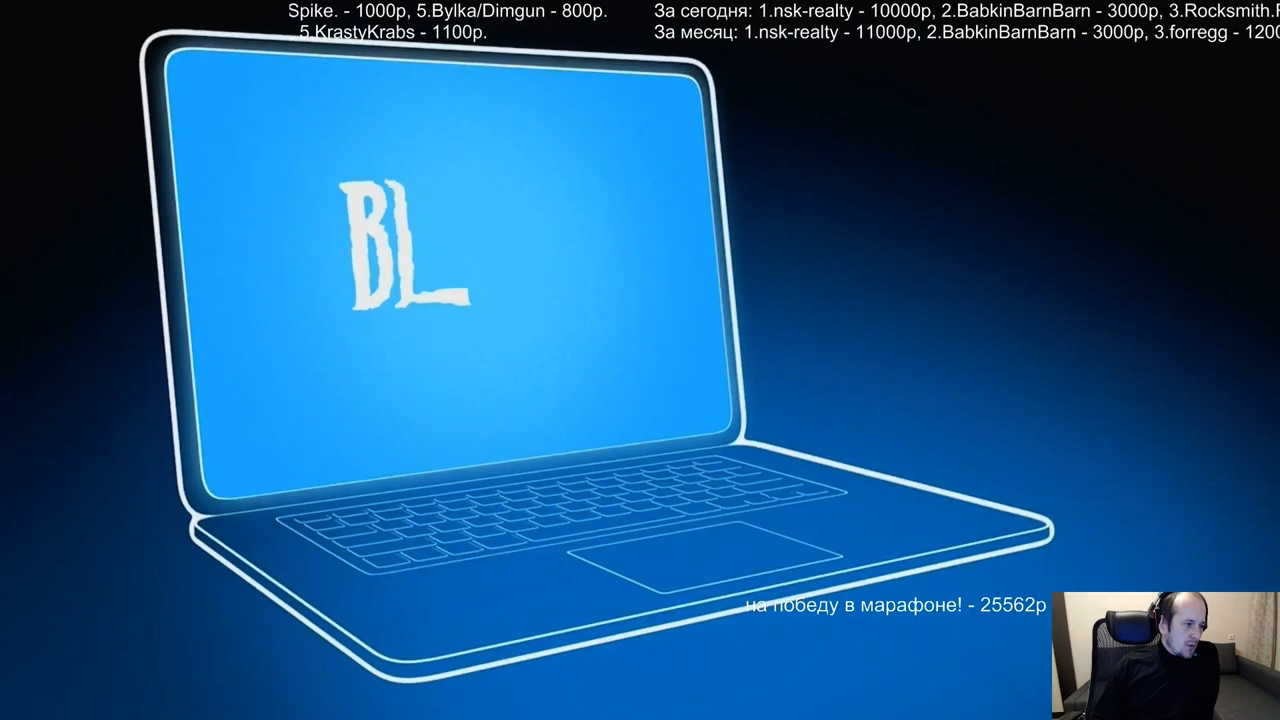 Spike. - 1000р, 5.Bylka/Dimgun - 800р.
5.KrastyKrabs - 1100р.
За сегодня: 1.nsk-realty - 10000р, 2.BabkinBarnBarn - 3000р, 3.Rocksmith.
За месяц: 1.nsk-realty - 11000р, 2.BabkinBarnBarn - 3000р, 3.forregg - 1200
BL
на победу в марафоне! - 25562р